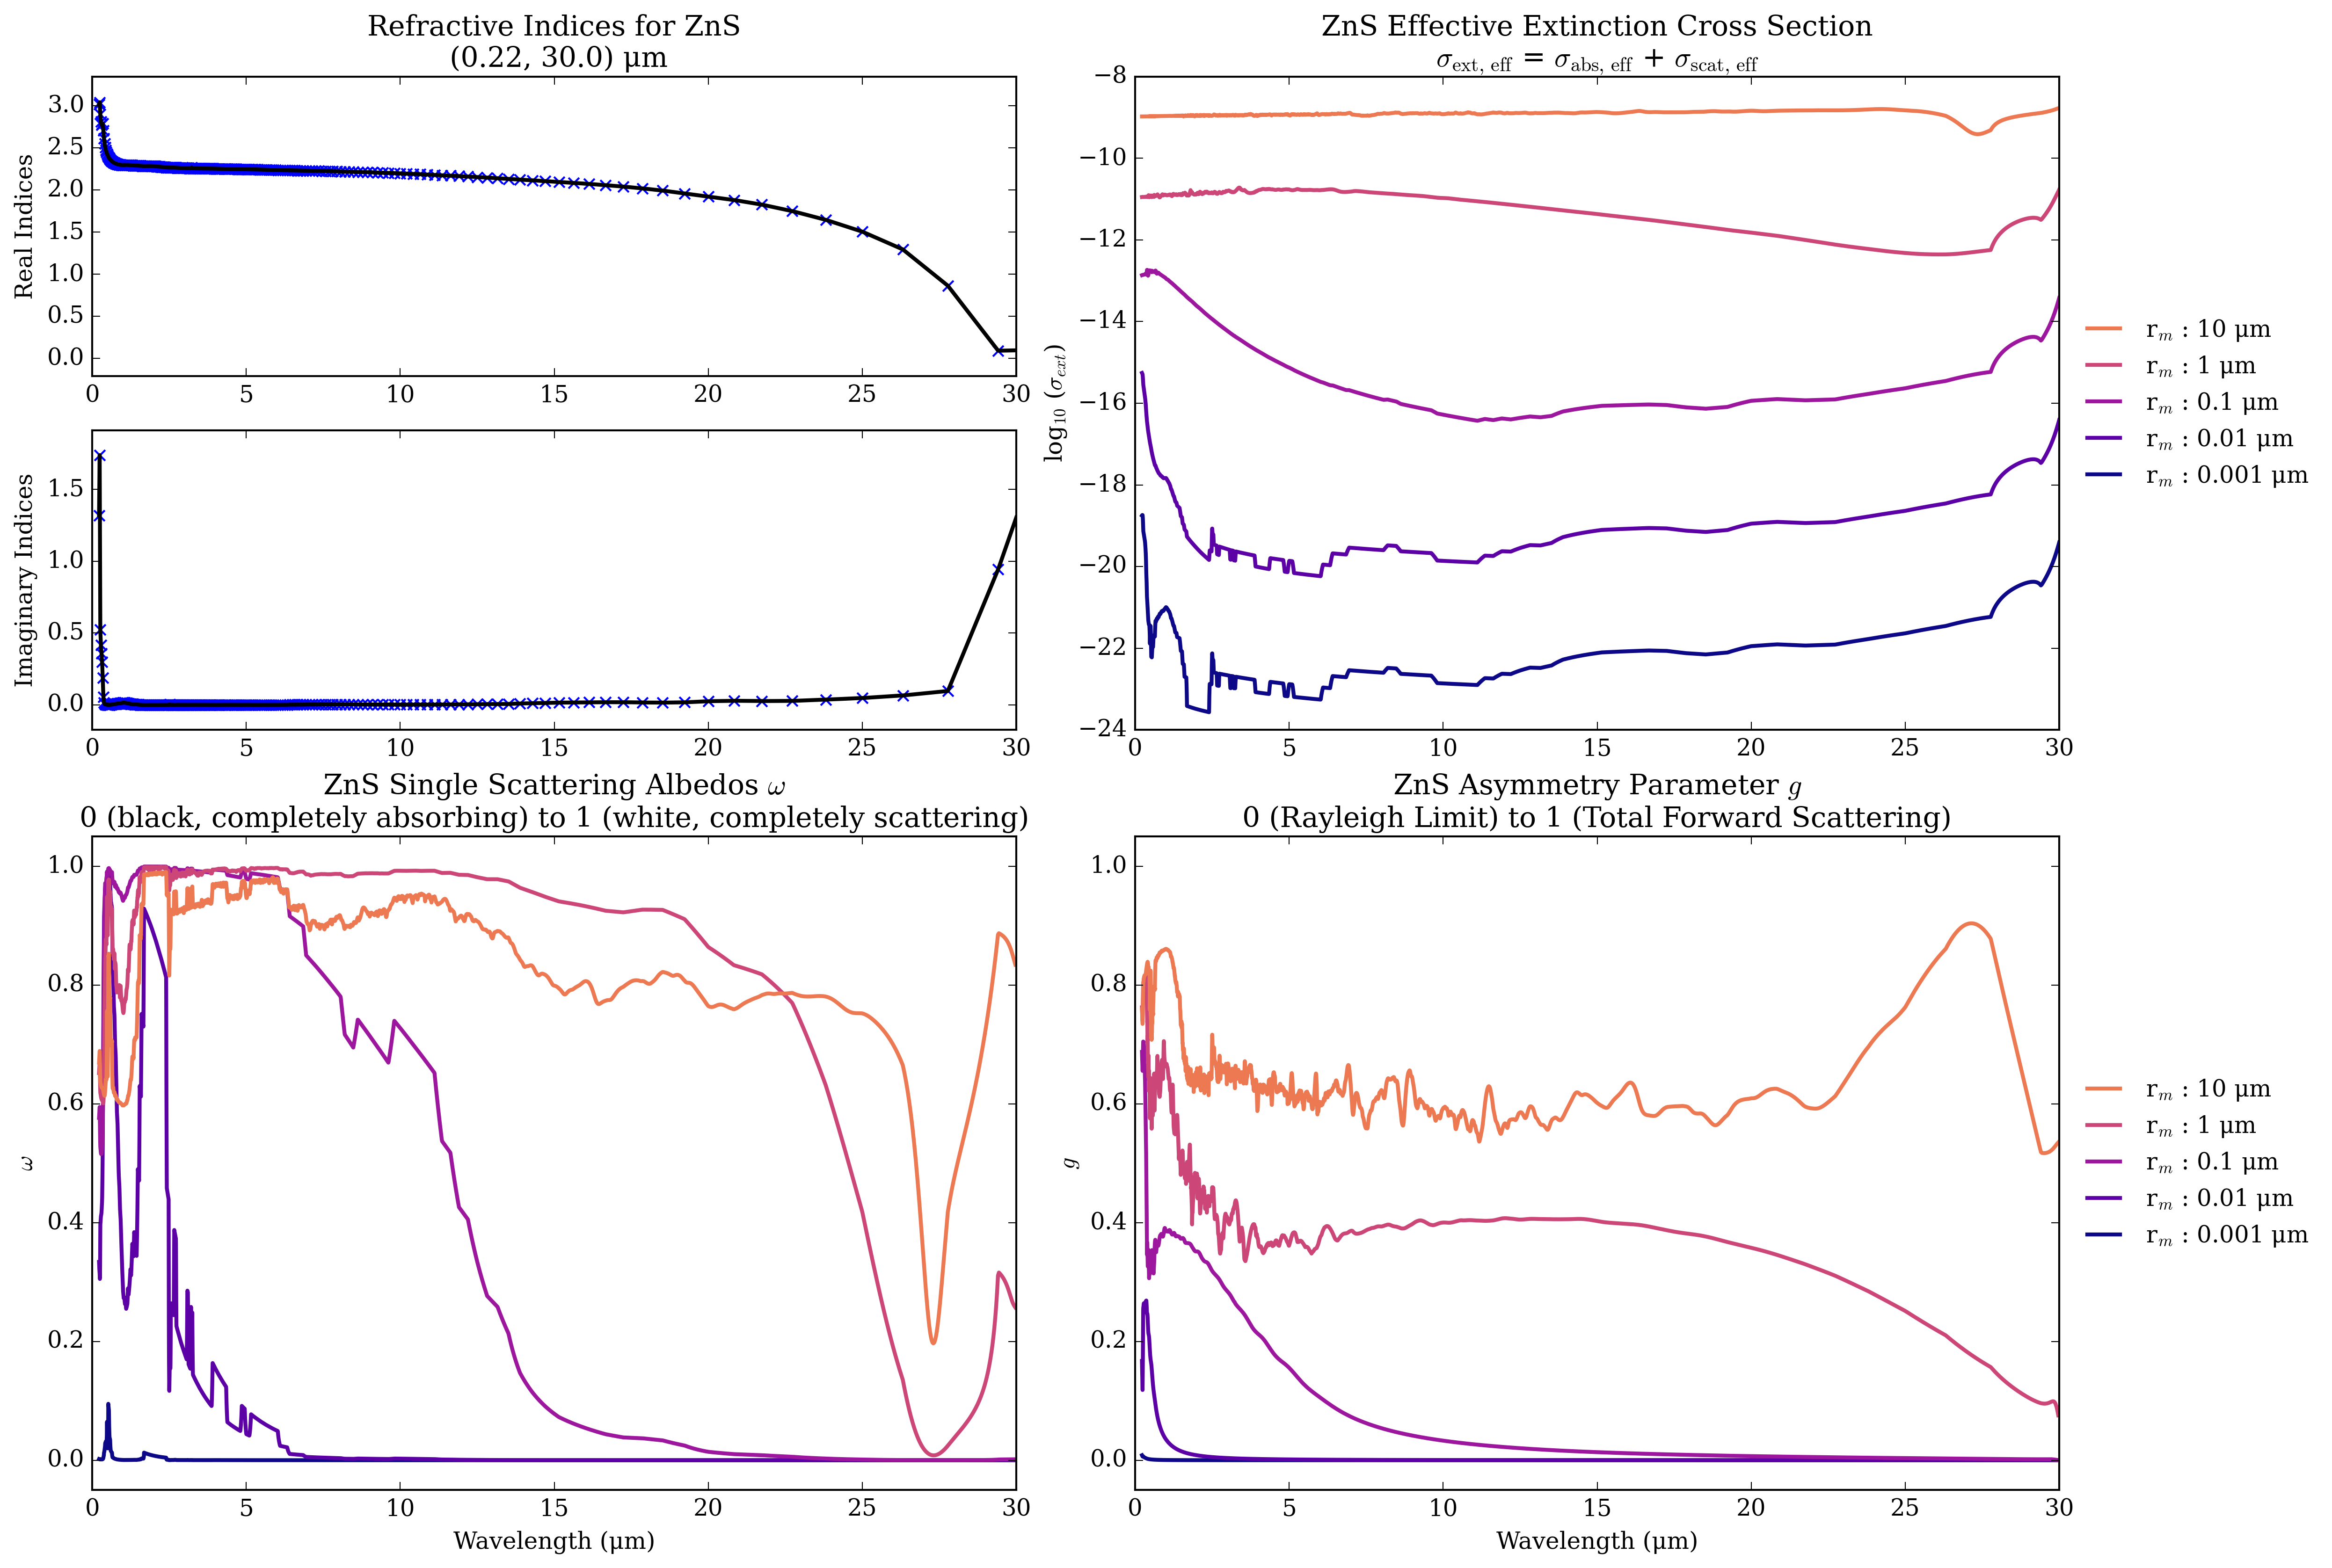 Refractive Indices for ZnS
(0.22, 30.0) μm
3.0
2.5
2.0
1.5
1.0
0.5
0.0
Real Indices
0 5 10 15 20 25 30
1.5
1.0
0.5
0.0
Imaginary Indices
0 5 10 15 20 25 30
ZnS Effective Extinction Cross Section
σext, eff = σabs, eff + σscat, eff
−8
−10
−12
−14
−16
−18
−20
−22
−24
log10 (σext)
0 5 10 15 20 25 30
rm : 10 μm
rm : 1 μm
rm : 0.1 μm
rm : 0.01 μm
rm : 0.001 μm
ZnS Single Scattering Albedos ω
0 (black, completely absorbing) to 1 (white, completely scattering)
1.0
0.8
0.6
0.4
0.2
0.0
ω
0 5 10 15 20 25 30
Wavelength (μm)
ZnS Asymmetry Parameter g
0 (Rayleigh Limit) to 1 (Total Forward Scattering)
1.0
0.8
0.6
0.4
0.2
0.0
g
0 5 10 15 20 25 30
Wavelength (μm)
rm : 10 μm
rm : 1 μm
rm : 0.1 μm
rm : 0.01 μm
rm : 0.001 μm